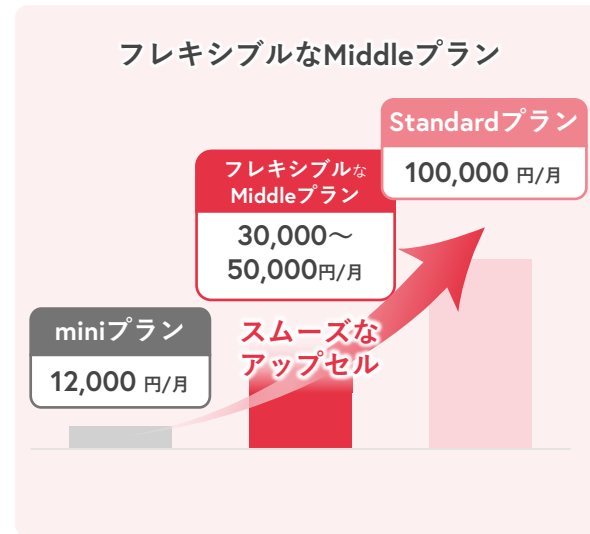 フレキシブルなMiddleプラン
Standardプラン
100,000 円/月
フレキシブルな
Middleプラン
30,000〜
50,000円/月
miniプラン
12,000 円/月
スムーズな
アップセル